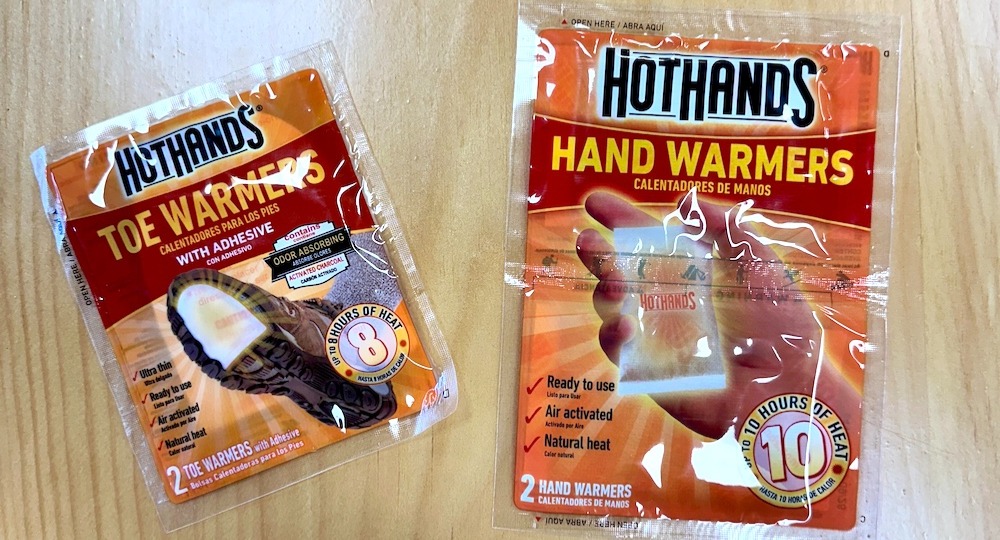 HOTHANDS®
TOE WARMERS
CALENTADORES PARA LOS PIES
WITH ADHESIVE
CON ADHESIVO
contains
ODOR ABSORBING
ABSORBE OLORES
ACTIVATED CHARCOAL
CARBÓN ACTIVADO
UP TO 8 HOURS OF HEAT
8
HASTA 8 HORAS DE CALOR
✓ Ultra thin
Ultra delgado
✓ Ready to use
Listo para Usar
✓ Air activated
Activado por Aire
✓ Natural heat
Calor natural
2 TOE WARMERS with Adhesive
Bolsas Calentadoras para los Pies
OPEN HERE / ABRA
▲ OPEN HERE / ABRA AQUÍ
HOTHANDS®
HAND WARMERS
CALENTADORES DE MANOS
HOTHANDS
✓ Ready to use
Listo para Usar
✓ Air activated
Activado por Aire
✓ Natural heat
Calor natural
UP TO 10 HOURS OF HEAT
10
HASTA 10 HORAS DE CALOR
2 HAND WARMERS
CALENTADORES DE MANOS
▲ OPEN HERE / ABRA AQUÍ